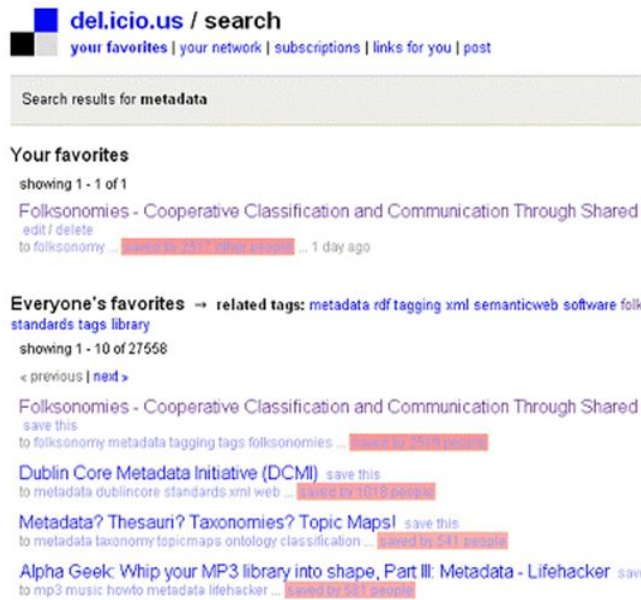 del.icio.us / search
your favorites | your network | subscriptions | links for you | post
Search results for metadata
Your favorites
showing 1 - 1 of 1
Folksonomies - Cooperative Classification and Communication Through Shared
edit / delete
to folksonomy ... saved by 2517 other people ... 1 day ago
Everyone's favorites → related tags: metadata rdf tagging xml semanticweb software folk
standards tags library
showing 1 - 10 of 27558
« previous | next »
Folksonomies - Cooperative Classification and Communication Through Shared
save this
to folksonomy metadata tagging tags folksonomies ... saved by people
Dublin Core Metadata Initiative (DCMI) save this
to metadata dublincore standards xml web ... saved by 1018 people
Metadata? Thesauri? Taxonomies? Topic Maps! save this
to metadata taxonomy topicmaps ontology classification ... saved by 541 people
Alpha Geek: Whip your MP3 library into shape, Part III: Metadata - Lifehacker sav
to mp3 music howto metadata lifehacker ... saved by 581 people